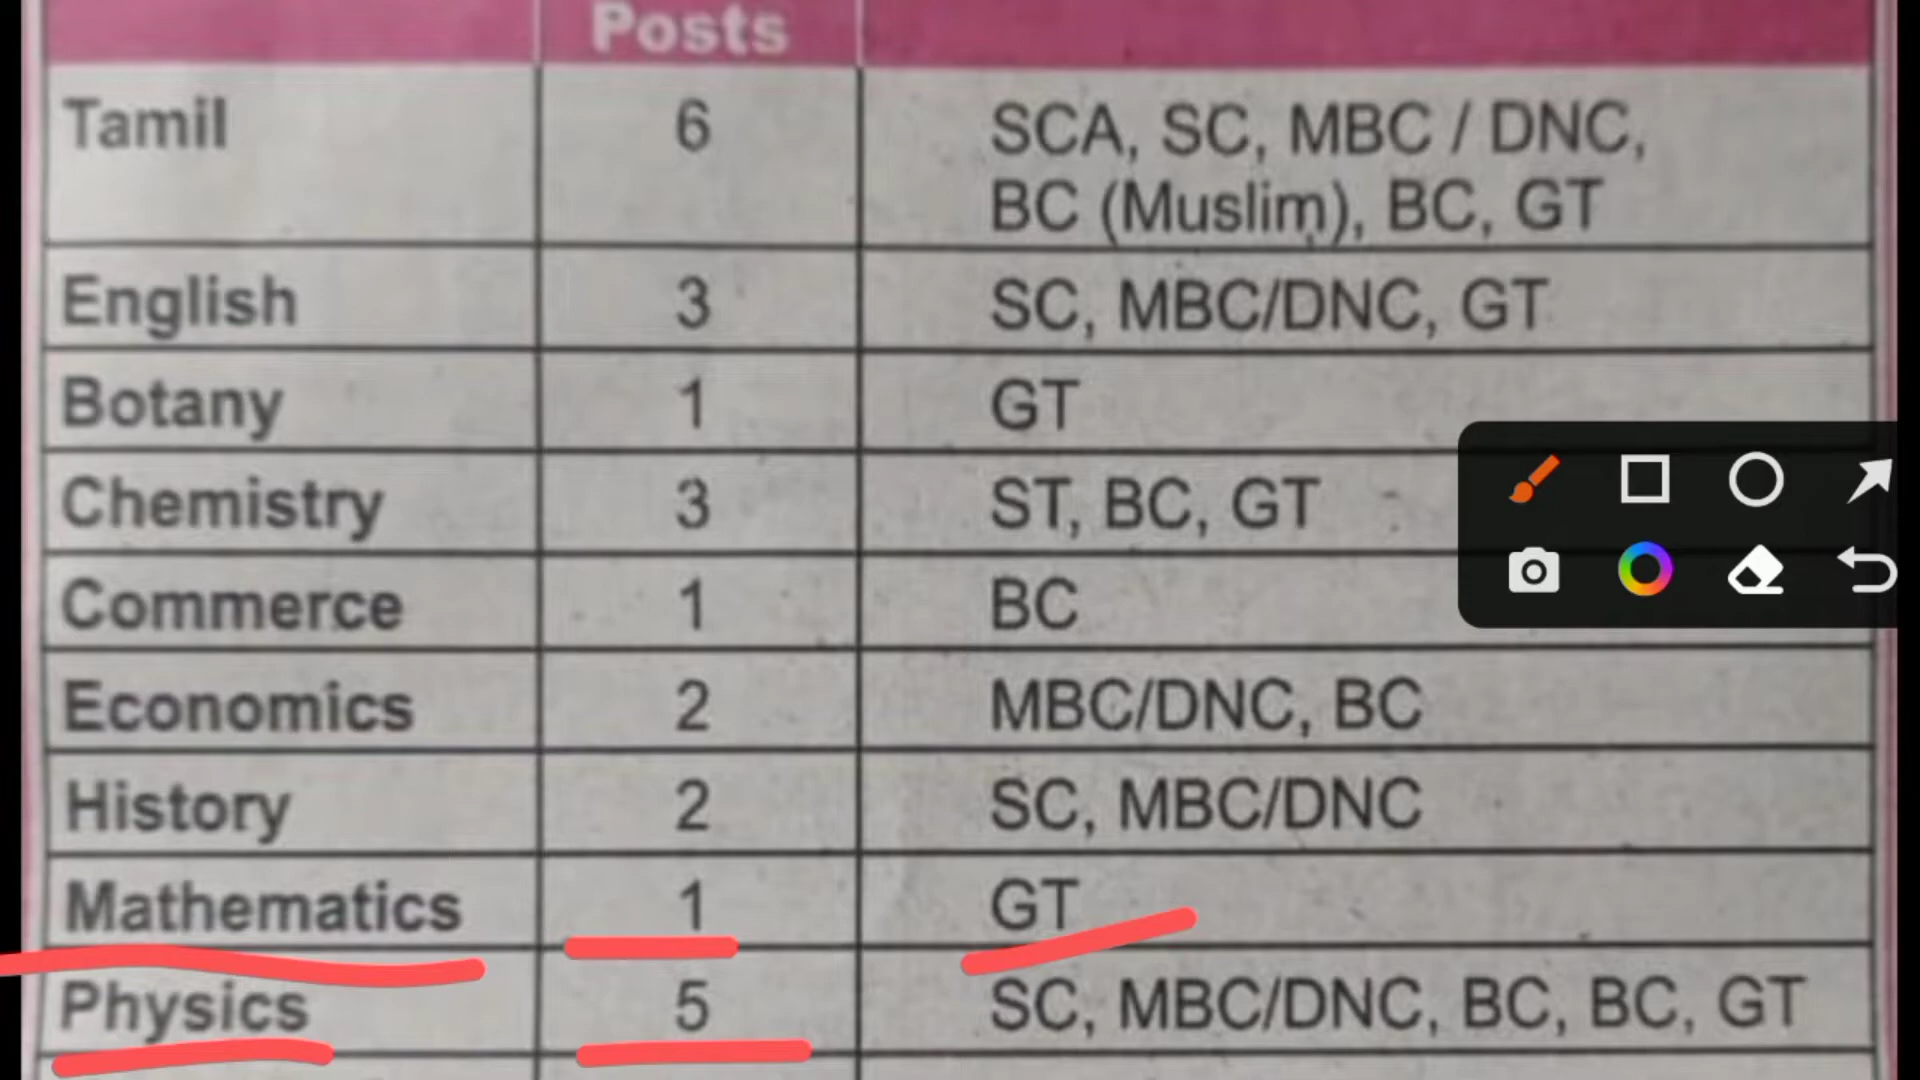 Posts
Tamil 6 SCA, SC, MBC / DNC,
BC (Muslim), BC, GT
English 3 SC, MBC/DNC, GT
Botany 1 GT
Chemistry 3 ST, BC, GT
Commerce 1 BC
Economics 2 MBC/DNC, BC
History 2 SC, MBC/DNC
Mathematics 1 GT
Physics 5 SC, MBC/DNC, BC, BC, GT